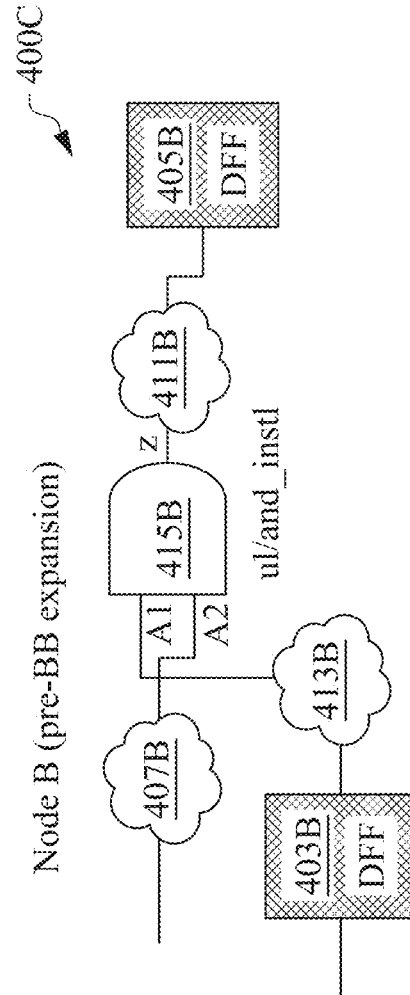 400C
Node B (pre-BB expansion)
407B
A1
A2
415B
z
411B
405B
DFF
ul/and_instl
403B
DFF
413B